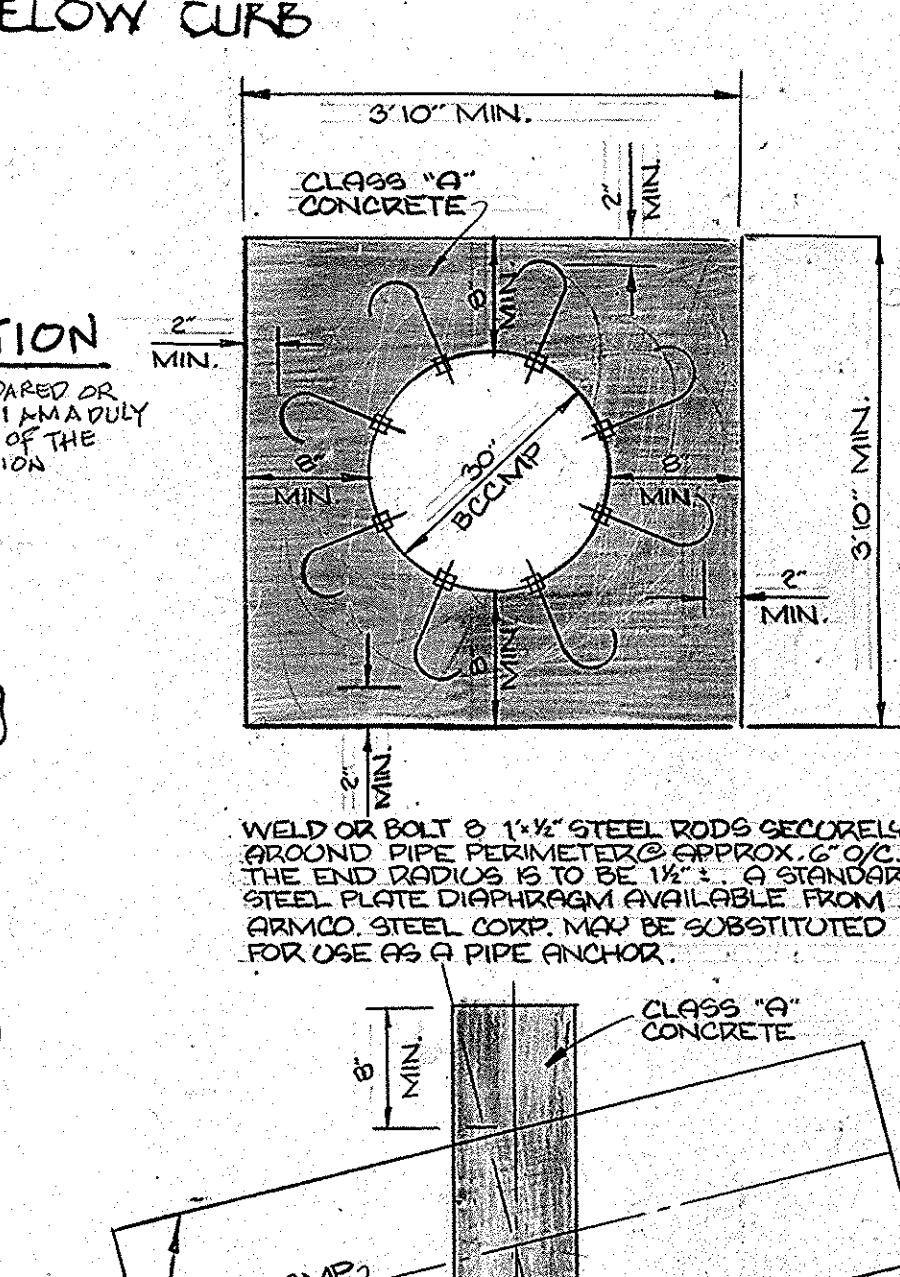 ELOW CURB
3'10" MIN.
CLASS "A"
CONCRETE
2"
MIN.
8"
MIN.
TION
2"
MIN.
PARED OR
I AM A DULY
OF THE
ION
8"
MIN.
30"
BCCMP
8"
MIN.
3'10" MIN.
2"
MIN.
8"
MIN.
2"
MIN.
WELD OR BOLT 8 1'×½" STEEL RODS SECURELY
AROUND PIPE PERIMETER @ APPROX. 6" O/C.
THE END RADIUS IS TO BE 1½" ±. A STANDAR
STEEL PLATE DIAPHRAGM AVAILABLE FROM
ARMCO. STEEL CORP. MAY BE SUBSTITUTED
FOR USE AS A PIPE ANCHOR.
CLASS "A"
CONCRETE
8"
MIN.